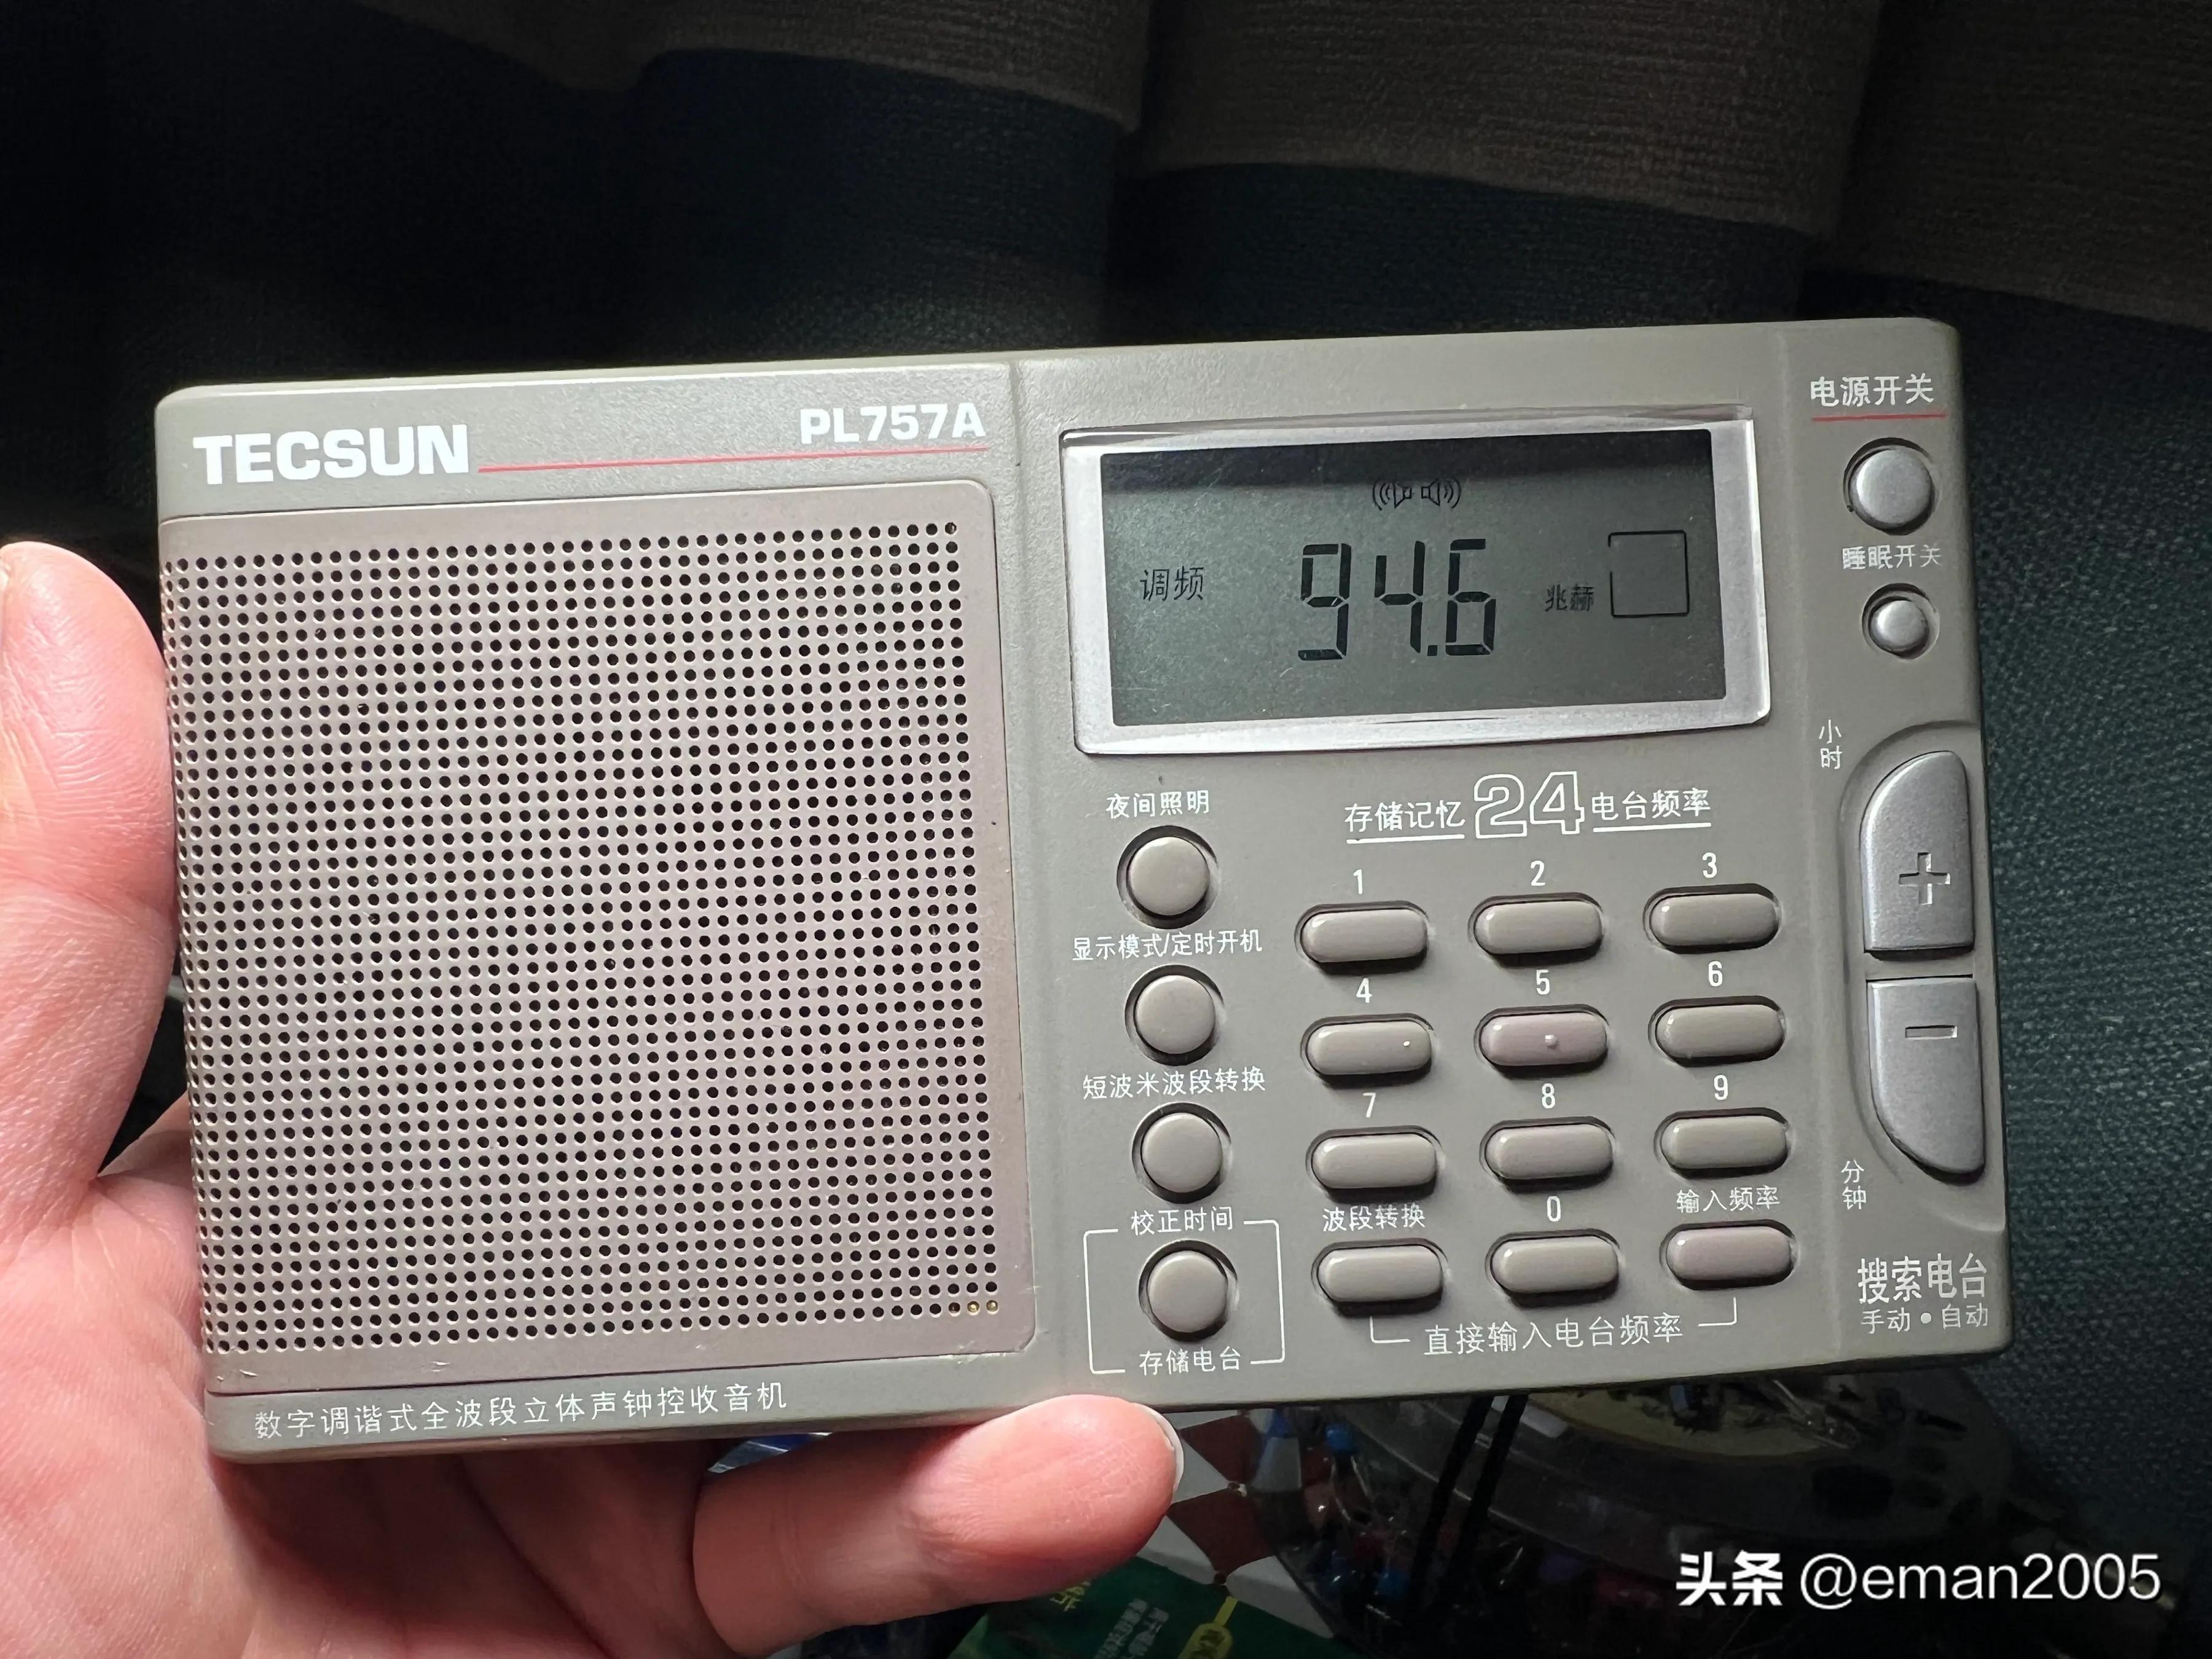 TECSUN PL757A
电源开关
睡眠开关
调频 94.6 兆赫
小时
夜间照明
存储记忆24电台频率
1 2 3
显示模式/定时开机
4 5 6
短波米波段转换
7 8 9
+
-
分钟
校正时间
波段转换 0 输入频率
存储电台
直接输入电台频率
搜索电台
手动•自动
数字调谐式全波段立体声钟控收音机
头条 @eman2005